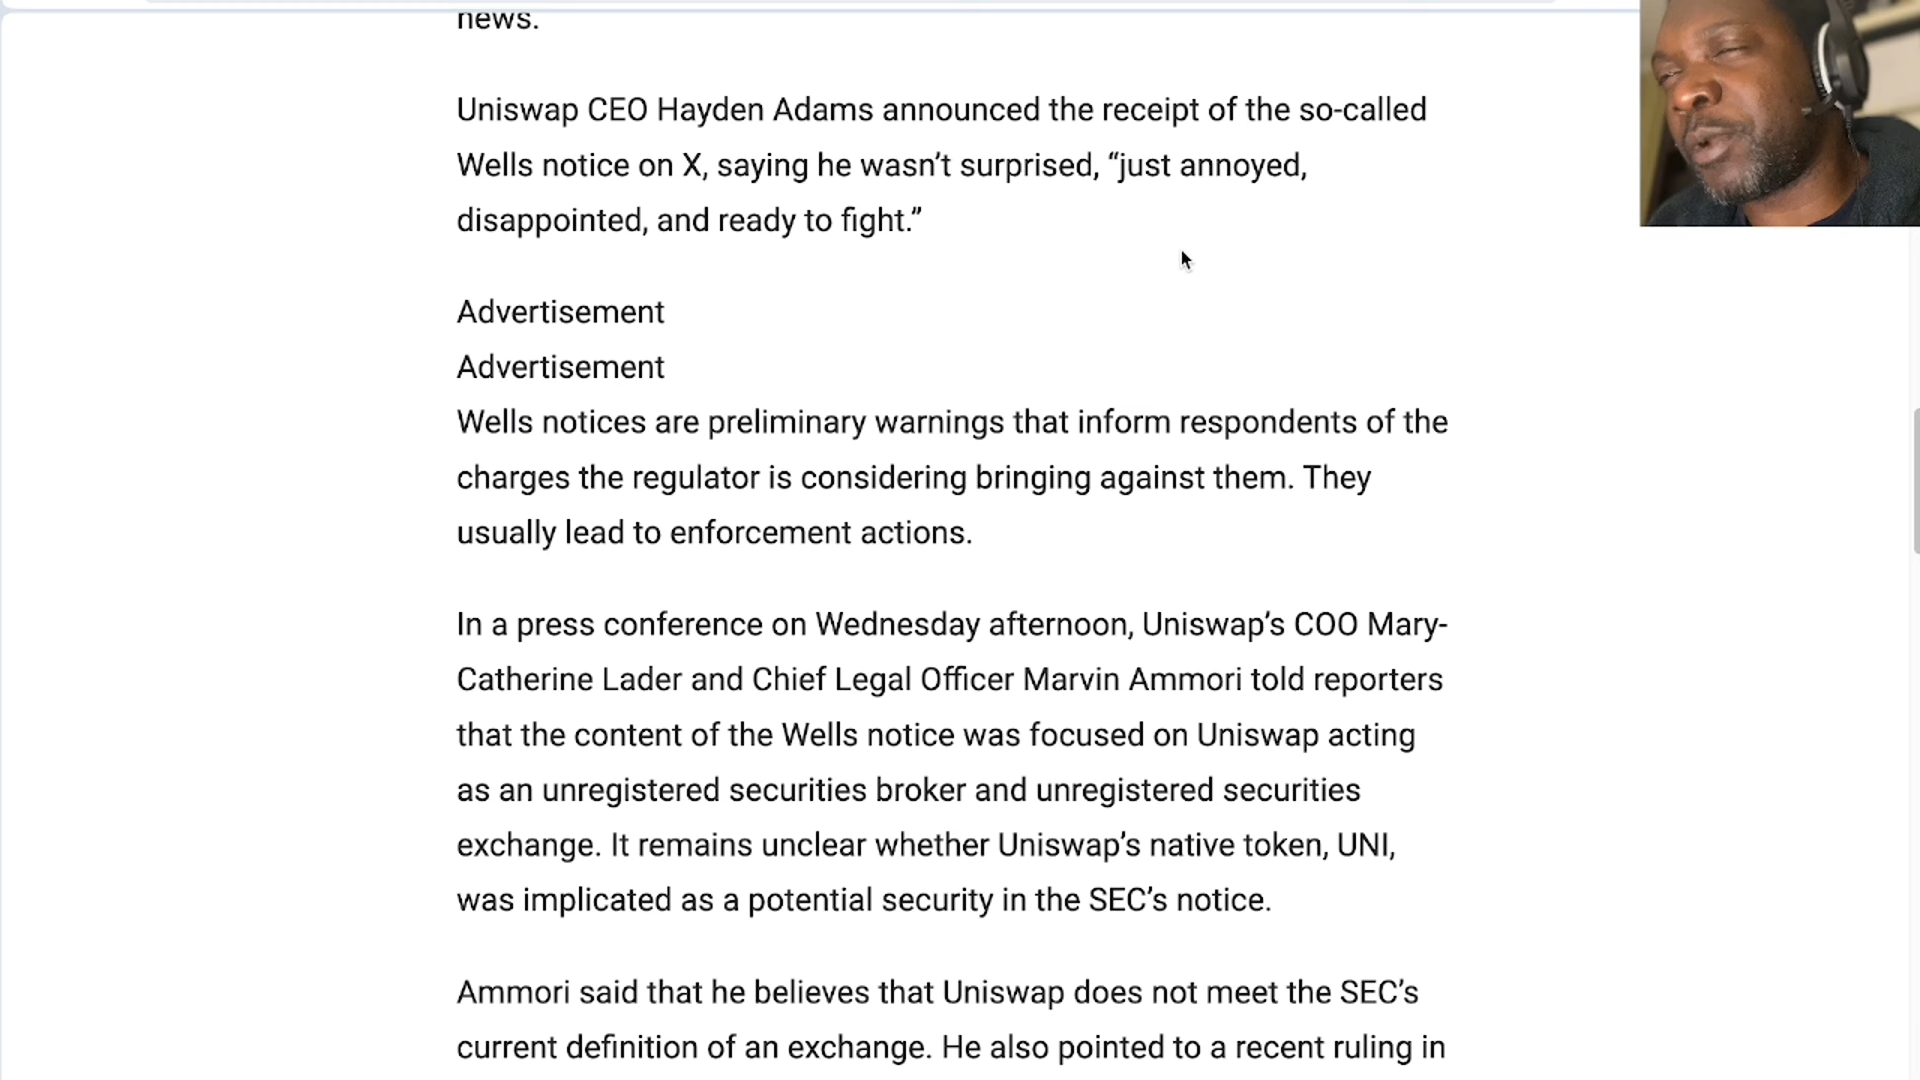 news.
Uniswap CEO Hayden Adams announced the receipt of the so-called
Wells notice on X, saying he wasn’t surprised, “just annoyed,
disappointed, and ready to fight.”
Advertisement
Advertisement
Wells notices are preliminary warnings that inform respondents of the
charges the regulator is considering bringing against them. They
usually lead to enforcement actions.
In a press conference on Wednesday afternoon, Uniswap’s COO Mary-
Catherine Lader and Chief Legal Officer Marvin Ammori told reporters
that the content of the Wells notice was focused on Uniswap acting
as an unregistered securities broker and unregistered securities
exchange. It remains unclear whether Uniswap’s native token, UNI,
was implicated as a potential security in the SEC’s notice.
Ammori said that he believes that Uniswap does not meet the SEC’s
current definition of an exchange. He also pointed to a recent ruling in